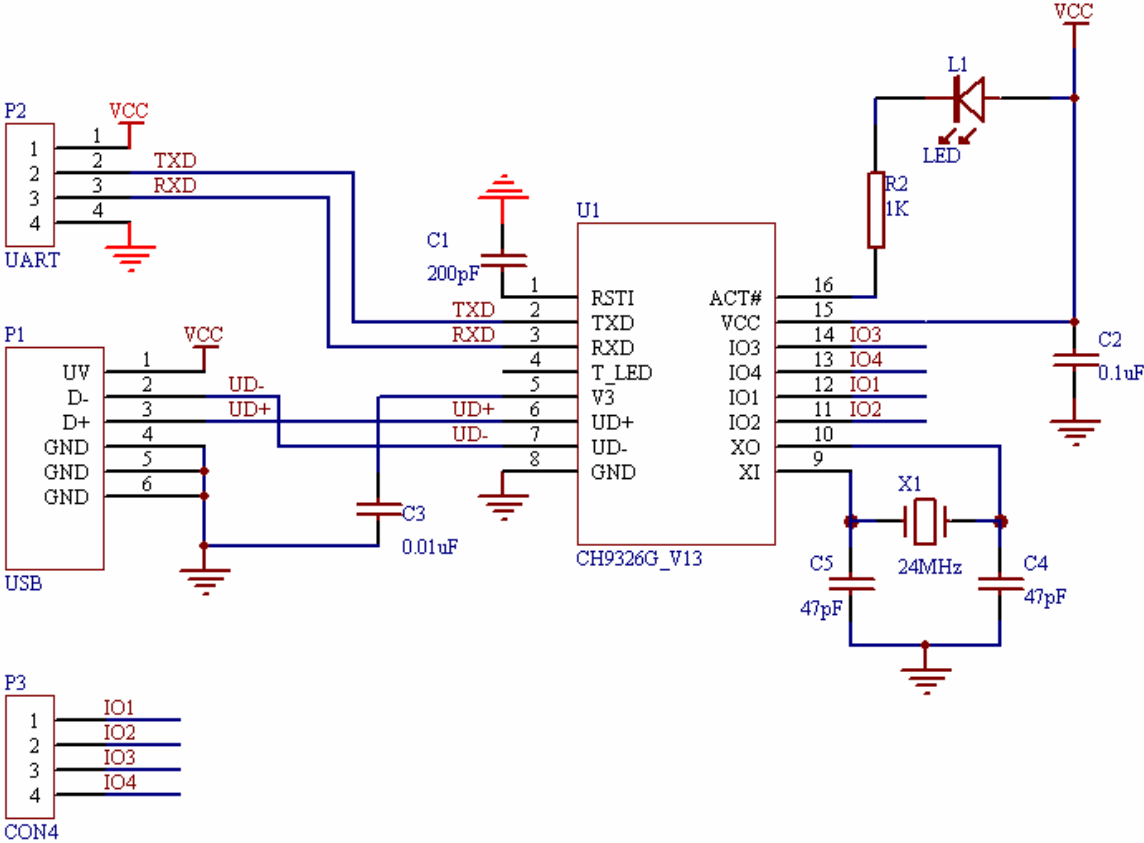 VCC
L1
LED
R2
1K
P2
VCC
1 1
2 2 TXD
3 3 RXD
4 4
UART
C1
200pF
U1
1 RSTI ACT# 16
TXD 2 TXD VCC 15
RXD 3 RXD IO3 14 IO3
4 T_LED IO4 13 IO4
5 V3 IO1 12 IO1
UD+ 6 UD+ IO2 11 IO2
UD- 7 UD- XO 10
8 GND XI 9
CH9326G_V13
C2
0.1uF
P1
VCC
UV 1
D- 2 UD-
D+ 3 UD+
GND 4
GND 5
GND 6
USB
C3
0.01uF
X1
24MHz
C5
47pF
C4
47pF
P3
1 IO1
2 IO2
3 IO3
4 IO4
CON4